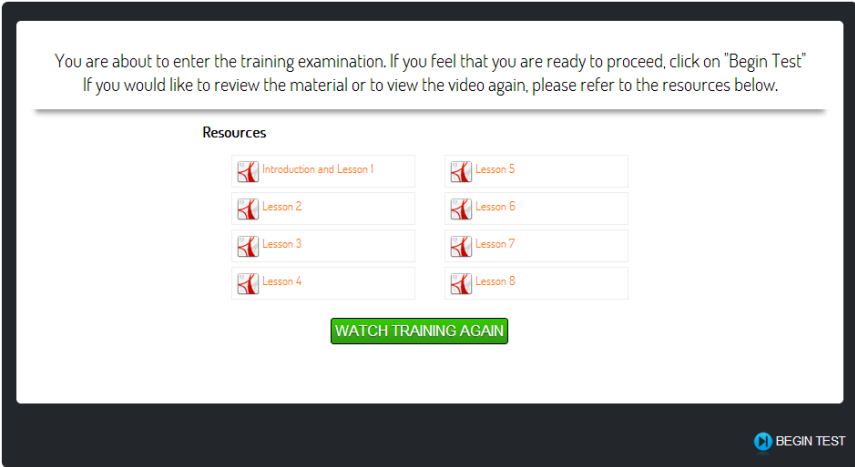 You are about to enter the training examination. If you feel that you are ready to proceed, click on "Begin Test"
If you would like to review the material or to view the video again, please refer to the resources below.
Resources
Introduction and Lesson 1
Lesson 5
Lesson 2
Lesson 6
Lesson 3
Lesson 7
Lesson 4
Lesson 8
WATCH TRAINING AGAIN
BEGIN TEST